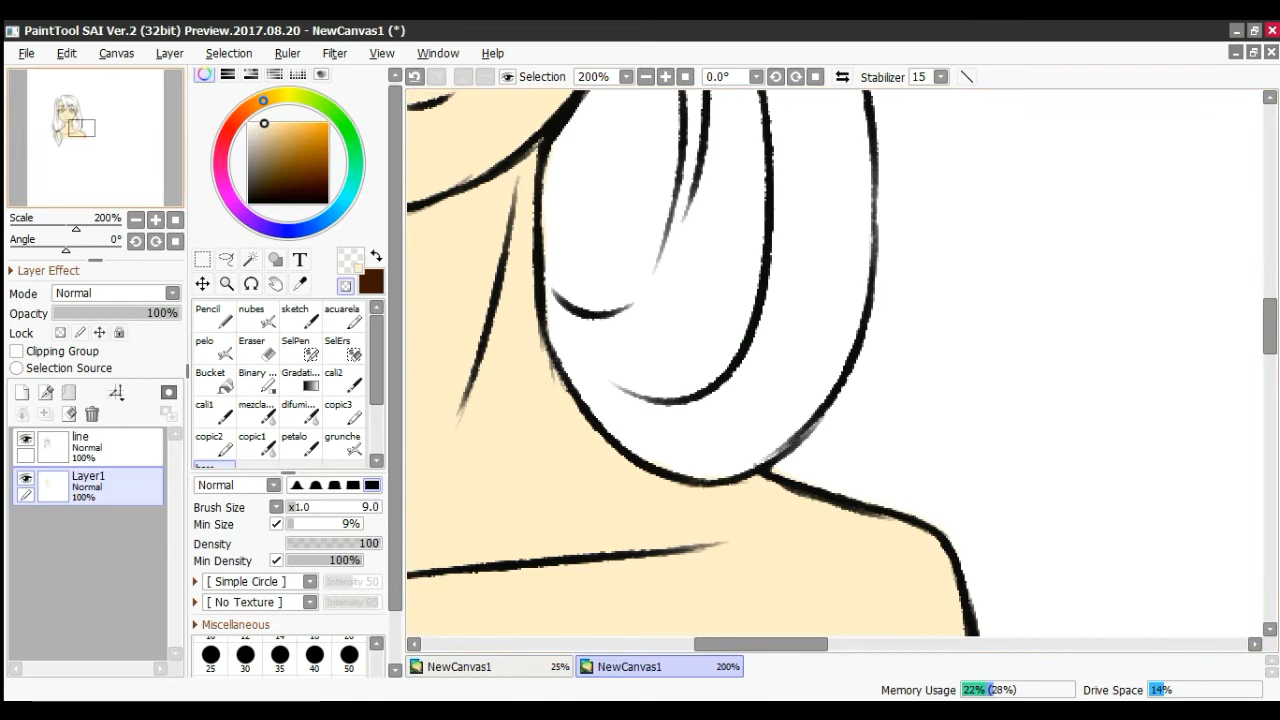 PaintTool SAI Ver.2 (32bit) Preview.2017.08.20 - NewCanvas1 (*)
File Edit Canvas Layer Selection Ruler Filter View Window Help
Selection 200% 0.0° Stabilizer 15
Scale 200%
Angle 0°
Layer Effect
Mode Normal
Opacity 100%
Lock
Clipping Group
Selection Source
line
Normal
100%
Layer1
Normal
100%
T
Pencil nubes sketch acuarela
pelo Eraser SelPen SelErs
Bucket Binary ... Gradati... cali2
cali1 mezcla... difumi... copic3
copic2 copic1 petalo grunche
Normal
Brush Size x1.0 9.0
Min Size 9%
Density 100
Min Density 100%
[ Simple Circle ] Intensity 50
[ No Texture ] Intensity 95
Miscellaneous
25 30 35 40 50
NewCanvas1 25% NewCanvas1 200%
Memory Usage 22% (28%) Drive Space 14%